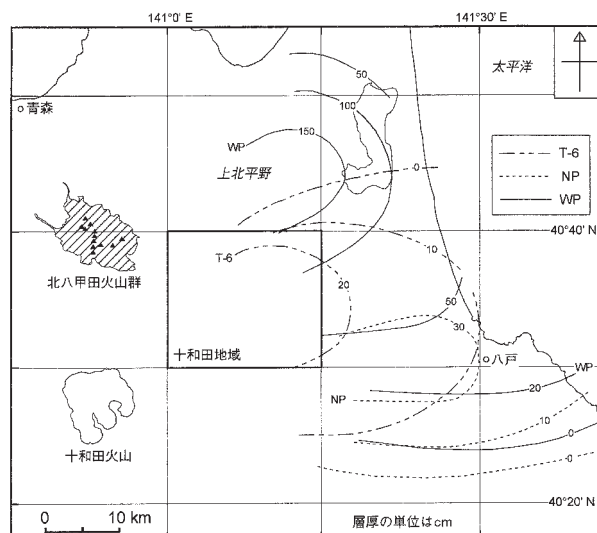 141°0′ E
141°30′ E
太平洋
青森
50
100
WP
150
上北平野
0
T-6
NP
WP
40°40′ N
10
T-6
北八甲田火山群
20
50
30
十和田地域
八戸
WP
20
NP
10
十和田火山
0
0
40°20′ N
0 10 km
層厚の単位はcm